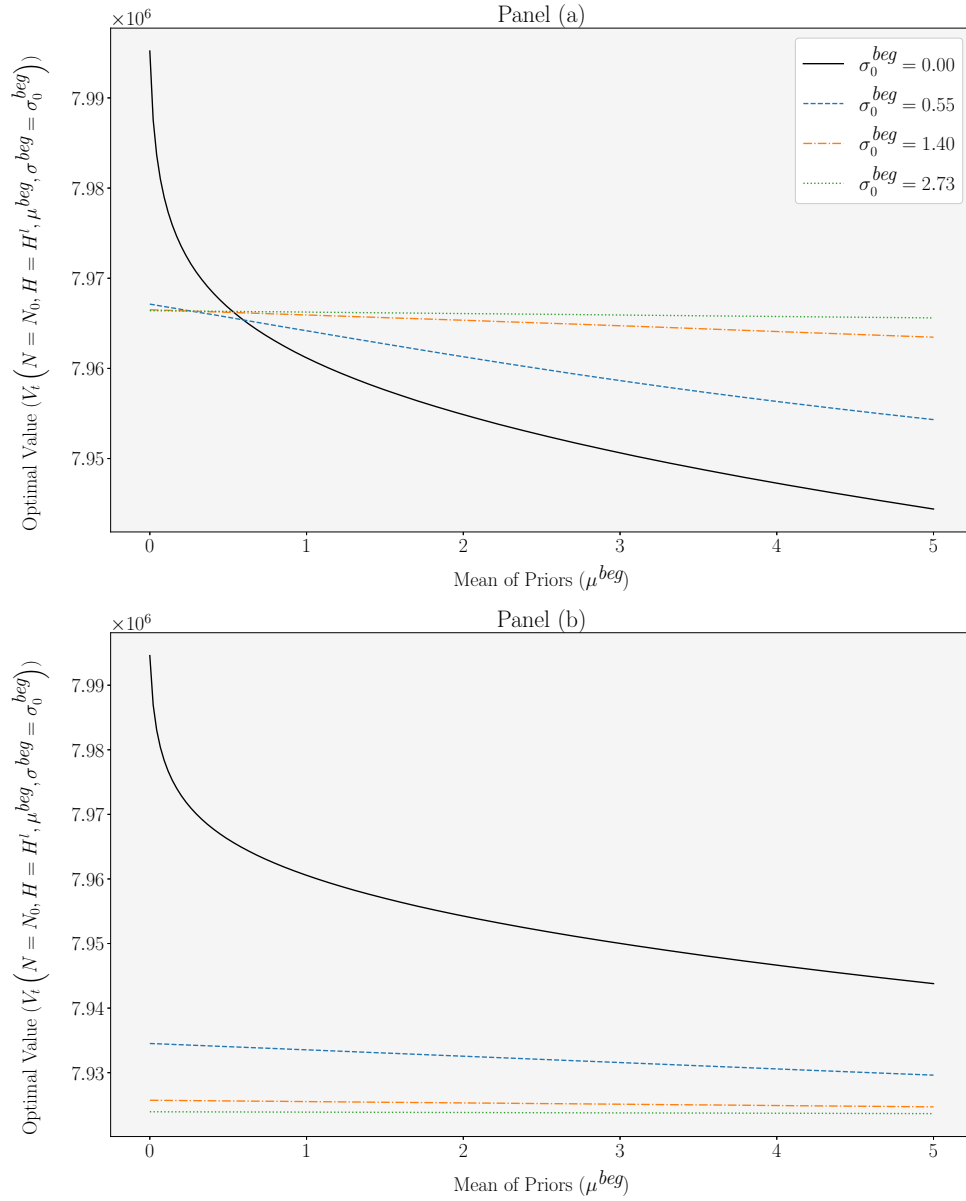 Panel (a)
×10⁶
7.99
7.98
7.97
7.96
7.95
0 1 2 3 4 5
Mean of Priors (μ^beg)
Optimal Value (V_t (N = N_0, H = H^l, μ^beg, σ^beg = σ_0^beg))
σ_0^beg = 0.00
σ_0^beg = 0.55
σ_0^beg = 1.40
σ_0^beg = 2.73
Panel (b)
×10⁶
7.99
7.98
7.97
7.96
7.95
7.94
7.93
0 1 2 3 4 5
Mean of Priors (μ^beg)
Optimal Value (V_t (N = N_0, H = H^l, μ^beg, σ^beg = σ_0^beg))